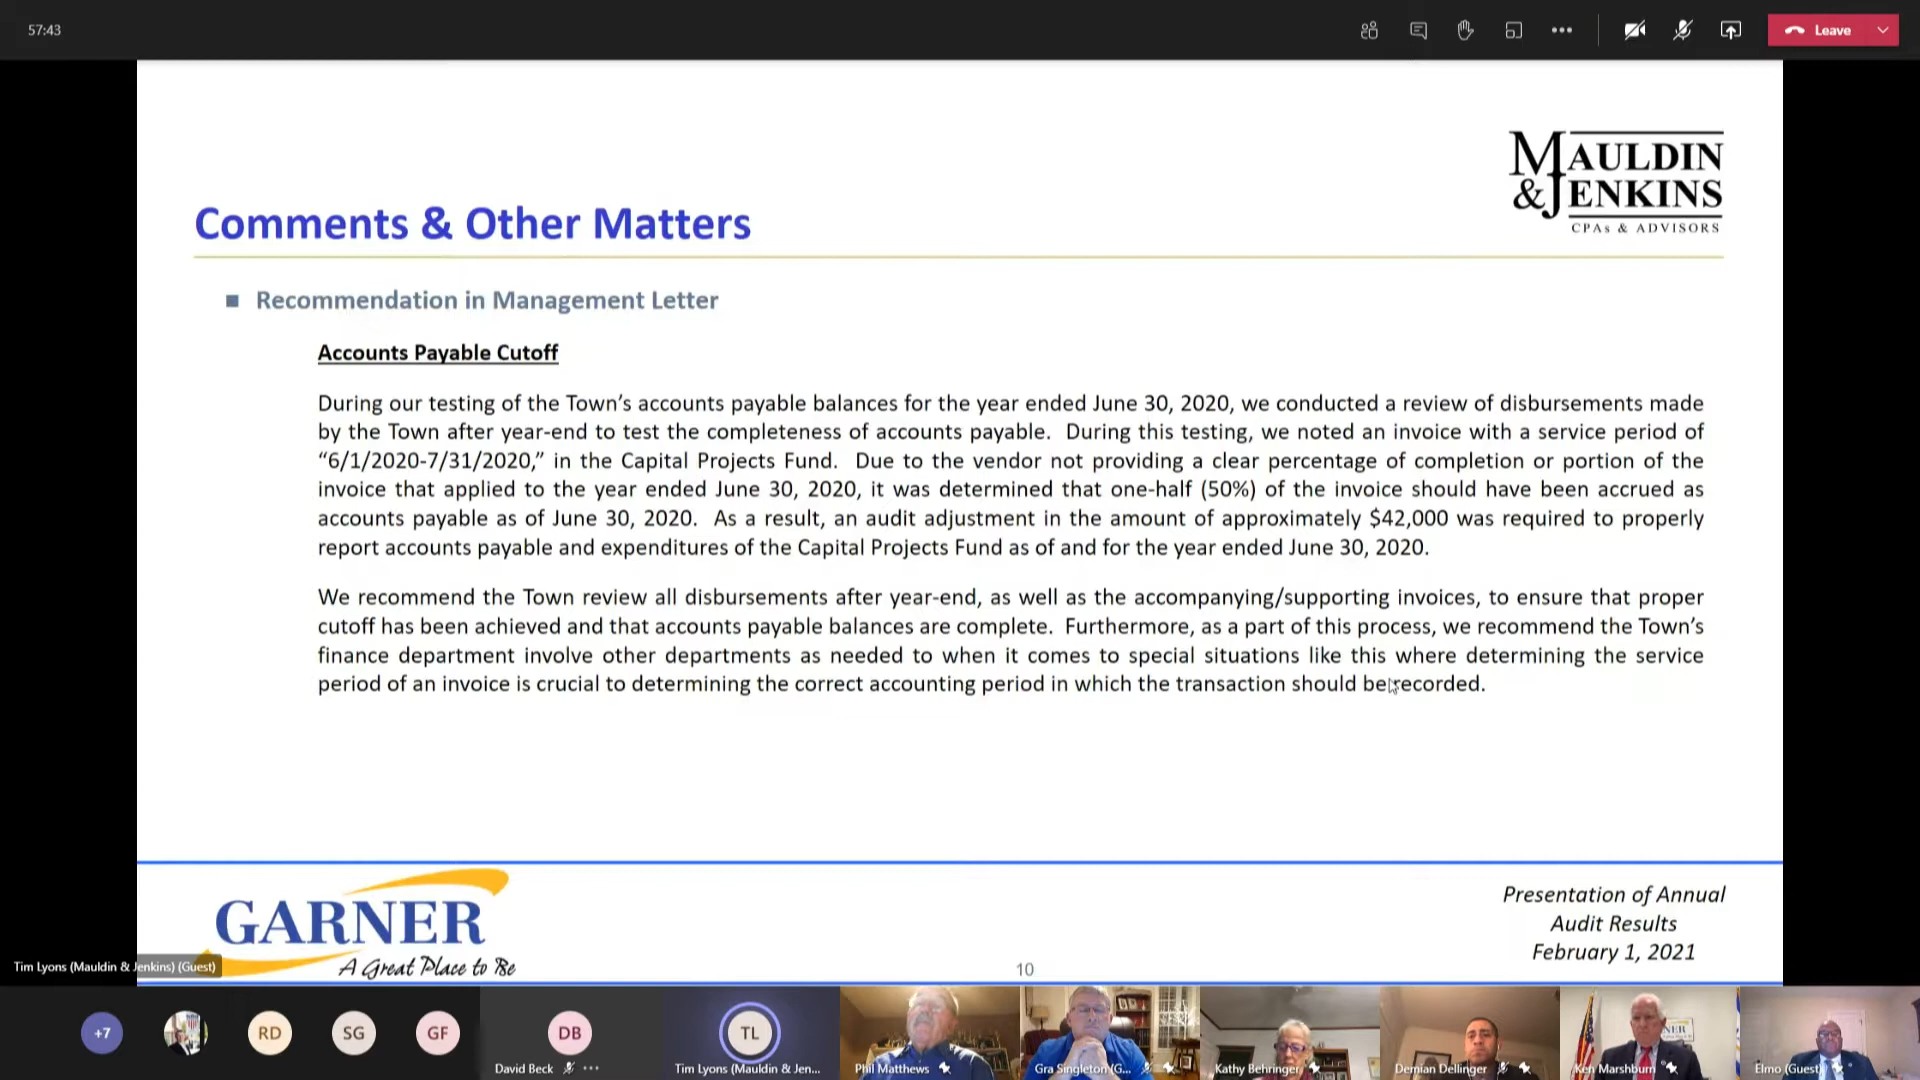 57:43
Leave
MAULDIN
& JENKINS
CPAs & ADVISORS
Comments & Other Matters
Recommendation in Management Letter
Accounts Payable Cutoff
During our testing of the Town’s accounts payable balances for the year ended June 30, 2020, we conducted a review of disbursements made
by the Town after year-end to test the completeness of accounts payable. During this testing, we noted an invoice with a service period of
“6/1/2020-7/31/2020,” in the Capital Projects Fund. Due to the vendor not providing a clear percentage of completion or portion of the
invoice that applied to the year ended June 30, 2020, it was determined that one-half (50%) of the invoice should have been accrued as
accounts payable as of June 30, 2020. As a result, an audit adjustment in the amount of approximately $42,000 was required to properly
report accounts payable and expenditures of the Capital Projects Fund as of and for the year ended June 30, 2020.
We recommend the Town review all disbursements after year-end, as well as the accompanying/supporting invoices, to ensure that proper
cutoff has been achieved and that accounts payable balances are complete. Furthermore, as a part of this process, we recommend the Town’s
finance department involve other departments as needed to when it comes to special situations like this where determining the service
period of an invoice is crucial to determining the correct accounting period in which the transaction should be recorded.
GARNER
A Great Place to Be
10
Presentation of Annual
Audit Results
February 1, 2021
Tim Lyons (Mauldin & Jenkins) (Guest)
+7
RD
SG
GF
DB
David Beck
TL
Tim Lyons (Mauldin & Jen...
Phil Matthews
Gra Singleton (G...
Kathy Behringer
Demian Dellinger
Ken Marshburn
Elmo (Guest)